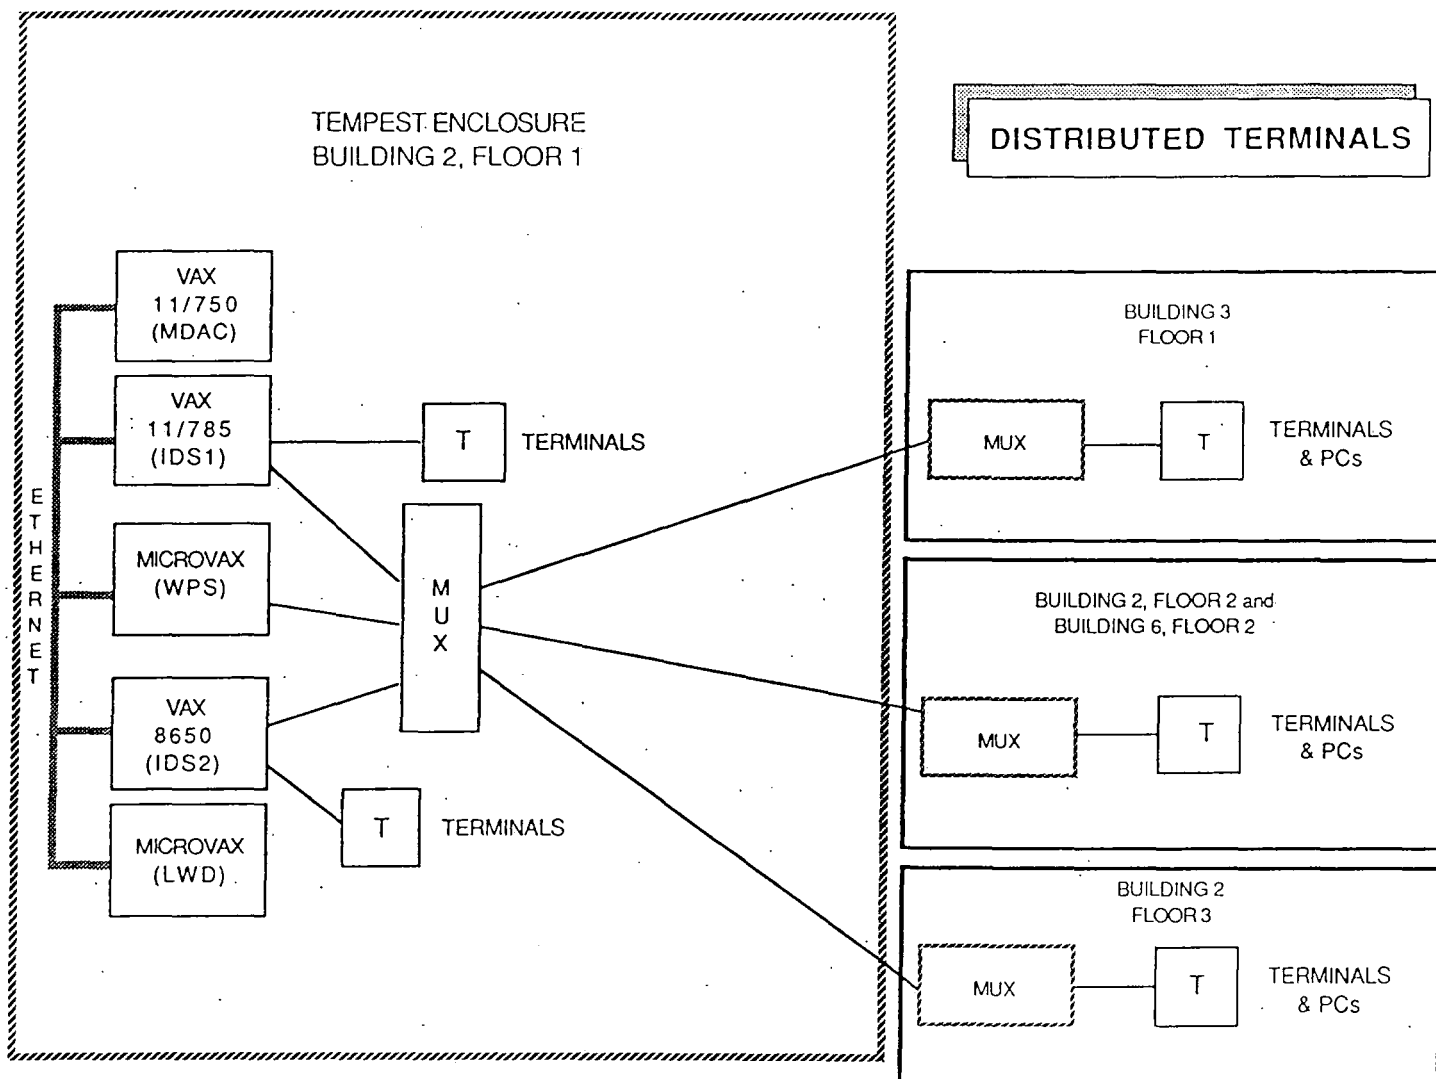 TEMPEST ENCLOSURE
BUILDING 2, FLOOR 1
DISTRIBUTED TERMINALS
ETHERNET
VAX
11/750
(MDAC)
VAX
11/785
(IDS1)
T
TERMINALS
MICROVAX
(WPS)
MUX
VAX
8650
(IDS2)
T
TERMINALS
MICROVAX
(LWD)
BUILDING 3
FLOOR 1
MUX
T
TERMINALS
& PCs
BUILDING 2, FLOOR 2 and
BUILDING 6, FLOOR 2
MUX
T
TERMINALS
& PCs
BUILDING 2
FLOOR 3
MUX
T
TERMINALS
& PCs